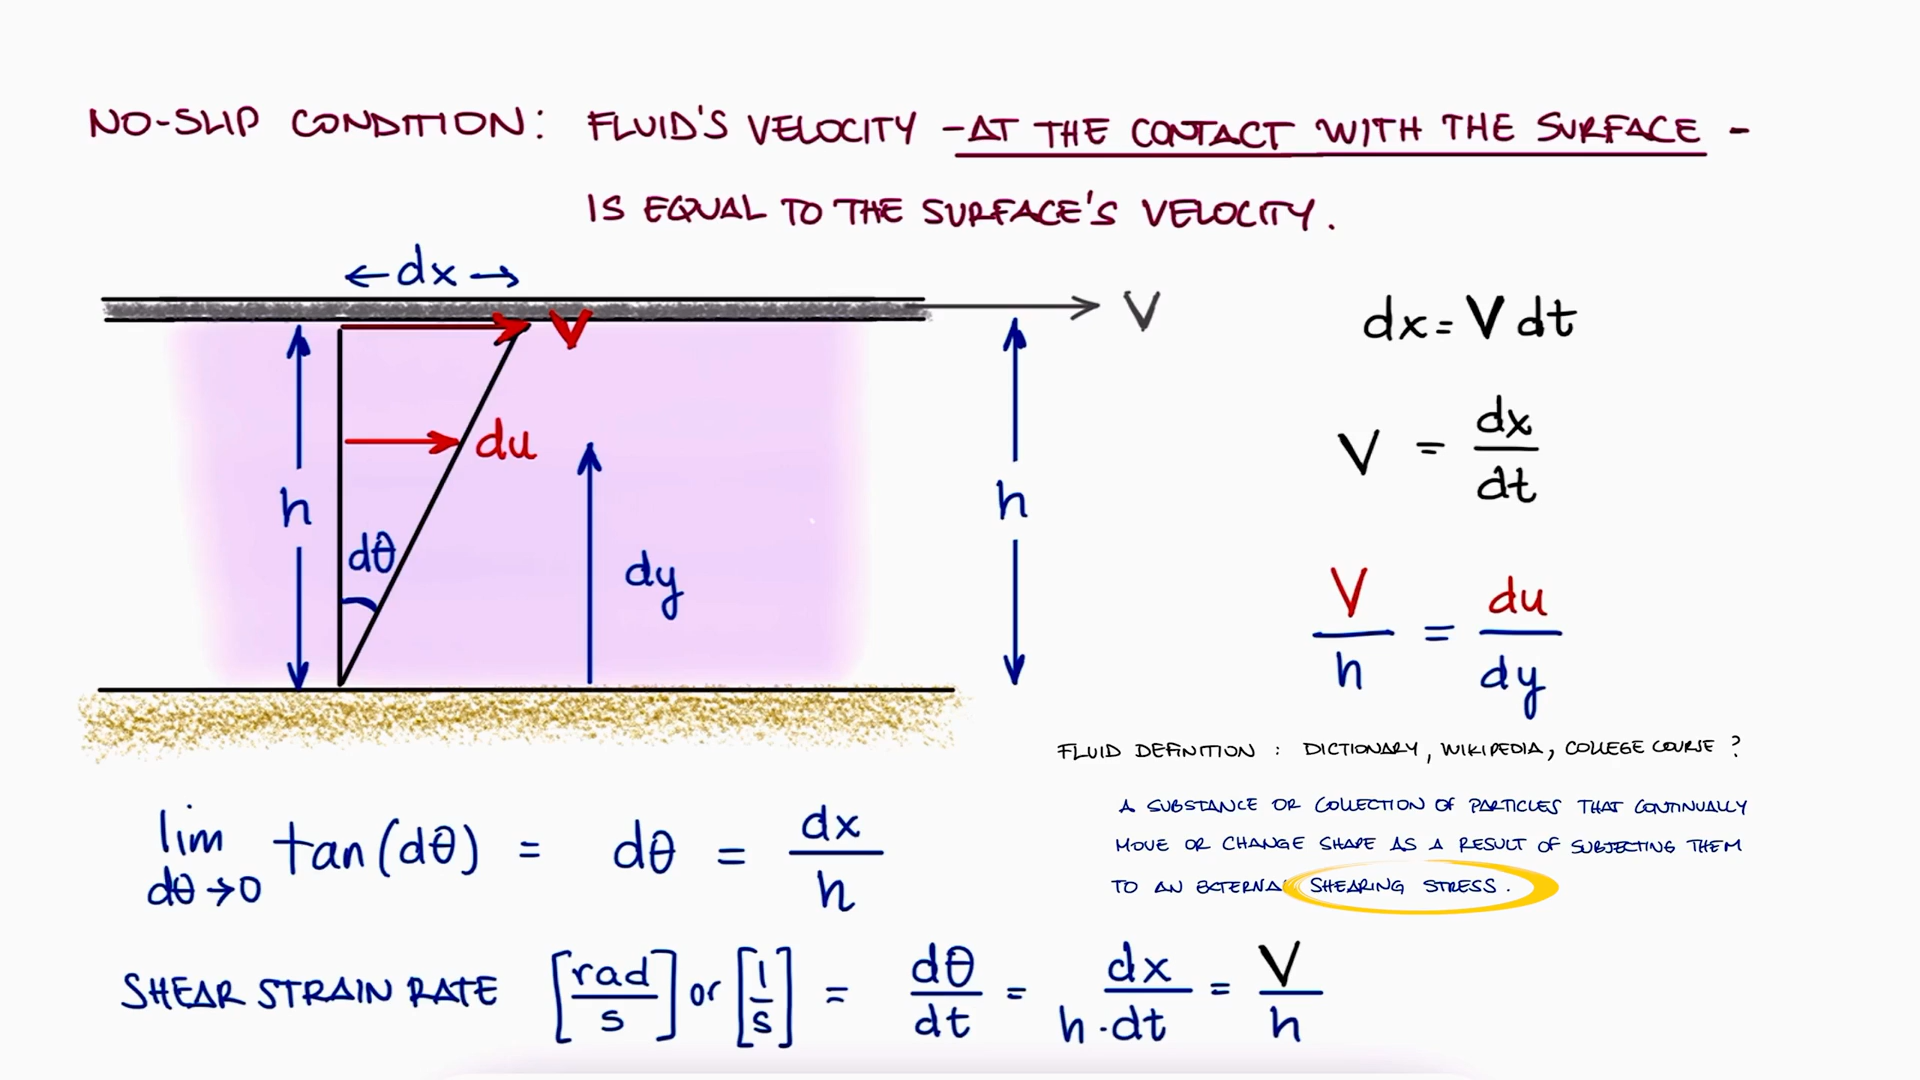 NO-SLIP CONDITION: FLUID'S VELOCITY -AT THE CONTACT WITH THE SURFACE -
IS EQUAL TO THE SURFACE'S VELOCITY.
←dx→
V
V
du
h
dθ
dy
h
dx = V dt
V = dx/dt
V/h = du/dy
FLUID DEFINITION : DICTIONARY, WIKIPEDIA, COLLEGE COURSE ?
A SUBSTANCE OR COLLECTION OF PARTICLES THAT CONTINUALLY
MOVE OR CHANGE SHAPE AS A RESULT OF SUBJECTING THEM
TO AN EXTERNA SHEARING STRESS.
lim dθ→0 tan(dθ) = dθ = dx/h
SHEAR STRAIN RATE [rad/s] or [1/s] = dθ/dt = dx/h·dt = V/h